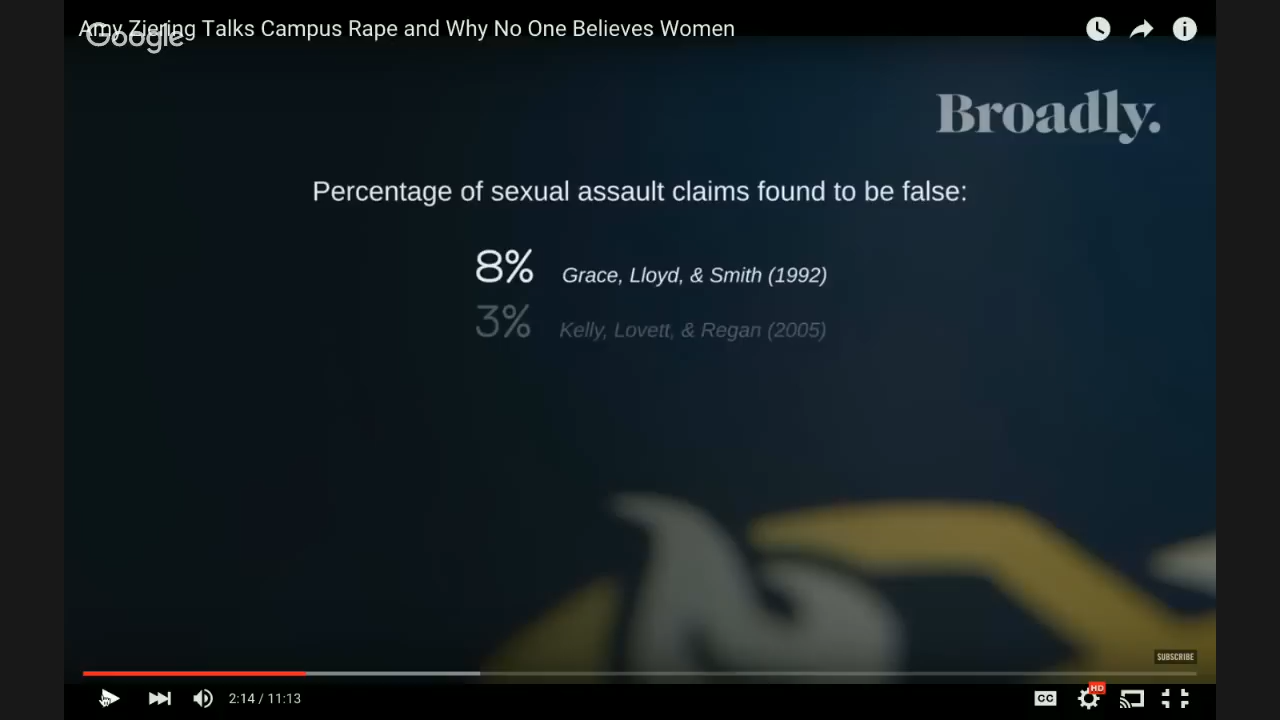 Amy Ziering Talks Campus Rape and Why No One Believes Women
Google
Broadly.
Percentage of sexual assault claims found to be false:
8% Grace, Lloyd, & Smith (1992)
3% Kelly, Lovett, & Regan (2005)
SUBSCRIBE
2:14 / 11:13
CC
HD